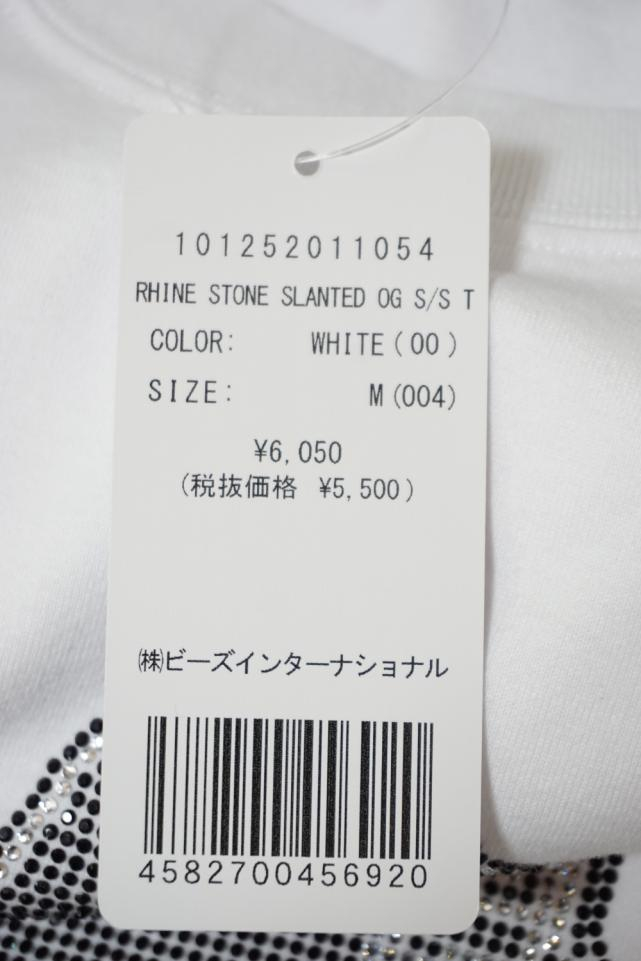 101252011054
RHINE STONE SLANTED OG S/S T
COLOR: WHITE(00)
SIZE: M(004)
¥6,050
(税抜価格 ¥5,500)
㈱ビーズインターナショナル
4582700456920